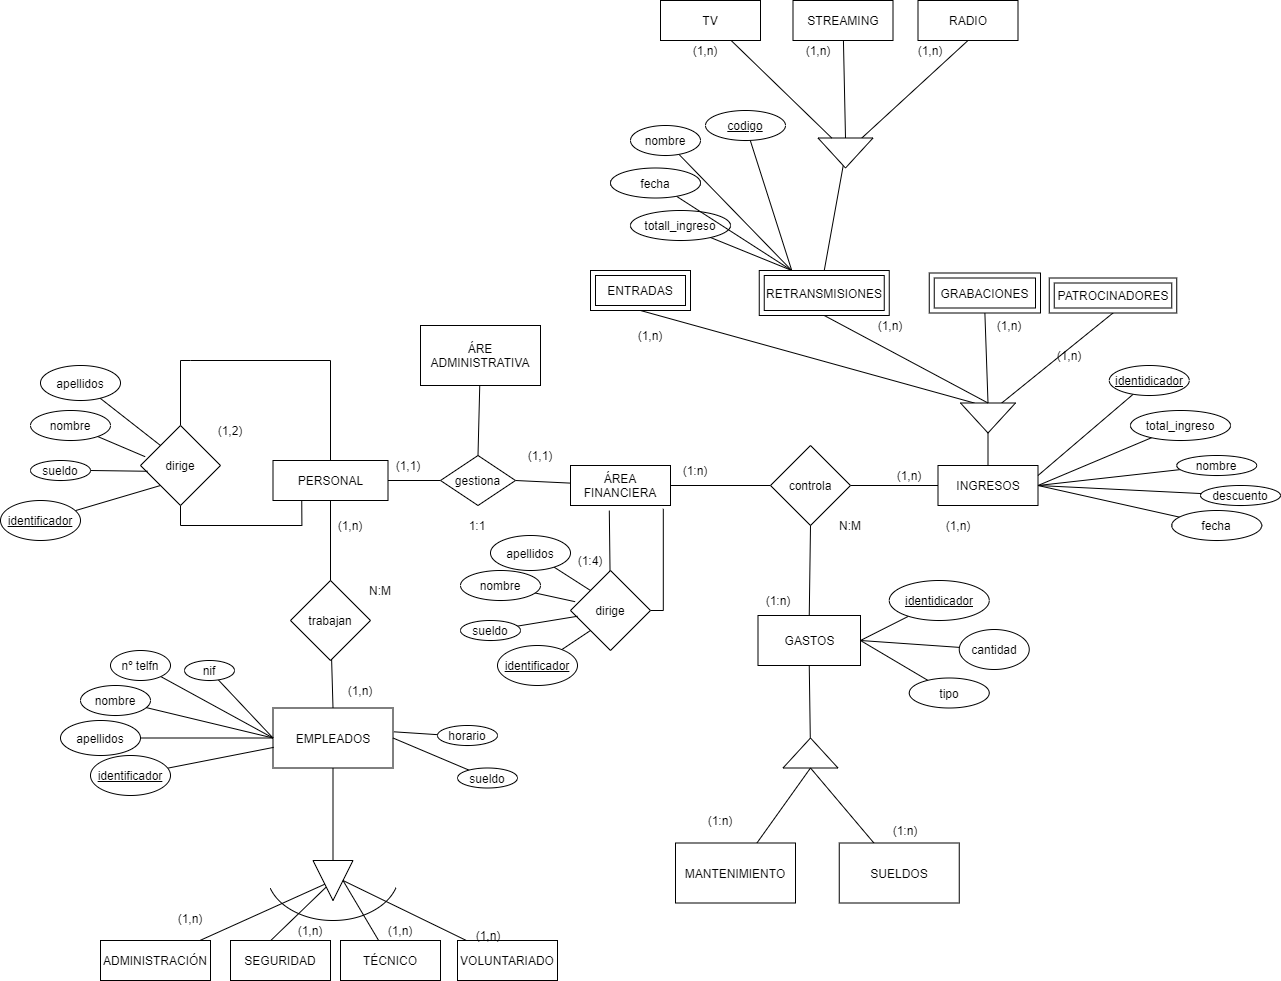 TV
STREAMING
RADIO
(1,n)
(1,n)
(1,n)
codigo
nombre
fecha
totall_ingreso
ENTRADAS
RETRANSMISIONES
GRABACIONES
PATROCINADORES
(1,n)
(1,n)
(1,n)
(1,n)
ÁRE
ADMINISTRATIVA
apellidos
nombre
sueldo
identificador
dirige
(1,2)
PERSONAL
(1,1)
gestiona
(1,1)
1:1
ÁREA
FINANCIERA
(1:n)
controla
(1,n)
N:M
INGRESOS
(1,n)
identidicador
total_ingreso
nombre
descuento
fecha
(1,n)
trabajan
N:M
(1,n)
apellidos
(1:4)
nombre
sueldo
identificador
dirige
(1:n)
GASTOS
identidicador
cantidad
tipo
nº telfn
nif
nombre
apellidos
identificador
EMPLEADOS
horario
sueldo
(1:n)
(1:n)
MANTENIMIENTO
SUELDOS
(1,n)
(1,n)
(1,n)
(1,n)
ADMINISTRACIÓN
SEGURIDAD
TÉCNICO
VOLUNTARIADO